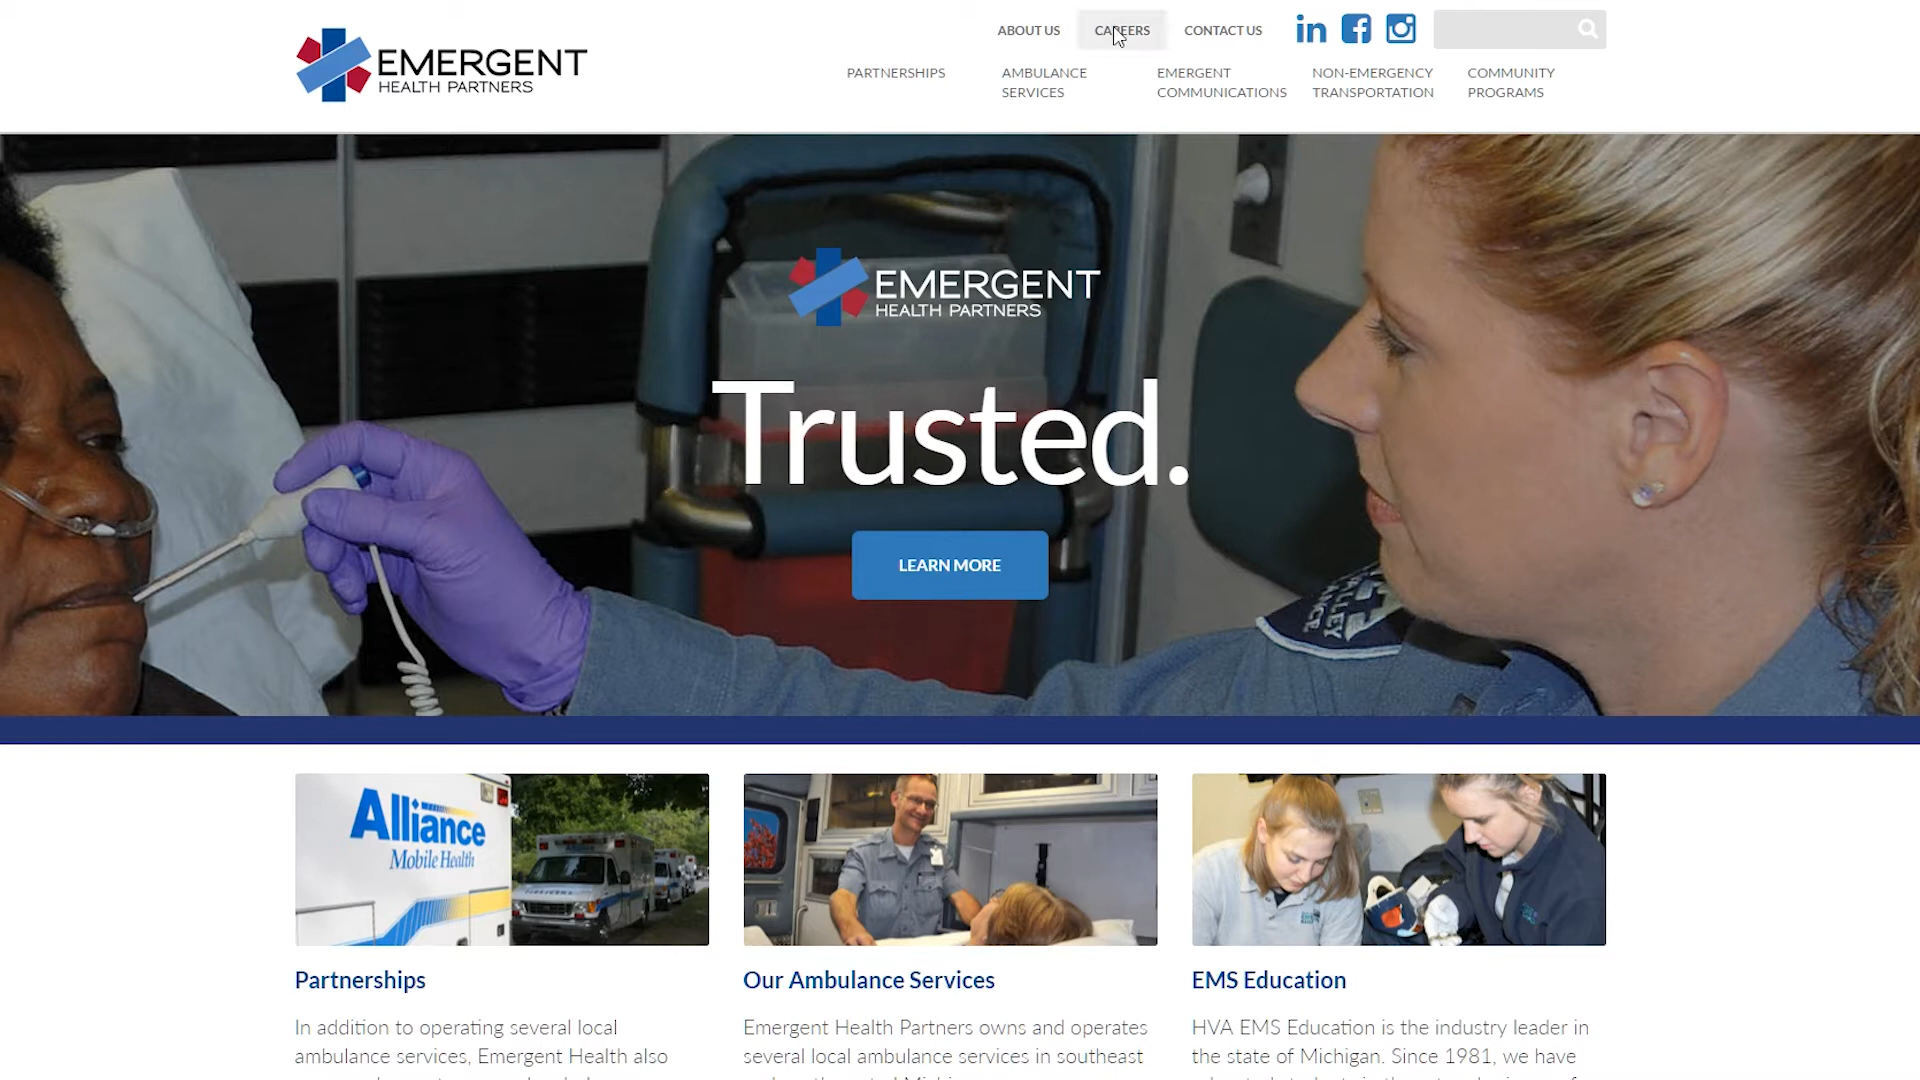 EMERGENT
HEALTH PARTNERS
ABOUT US
CAREERS
CONTACT US
PARTNERSHIPS
AMBULANCE
SERVICES
EMERGENT
COMMUNICATIONS
NON-EMERGENCY
TRANSPORTATION
COMMUNITY
PROGRAMS
EMERGENT
HEALTH PARTNERS
Trusted.
LEARN MORE
Alliance
Mobile Health
Partnerships
In addition to operating several local
ambulance services, Emergent Health also
Our Ambulance Services
Emergent Health Partners owns and operates
several local ambulance services in southeast
EMS Education
HVA EMS Education is the industry leader in
the state of Michigan. Since 1981, we have